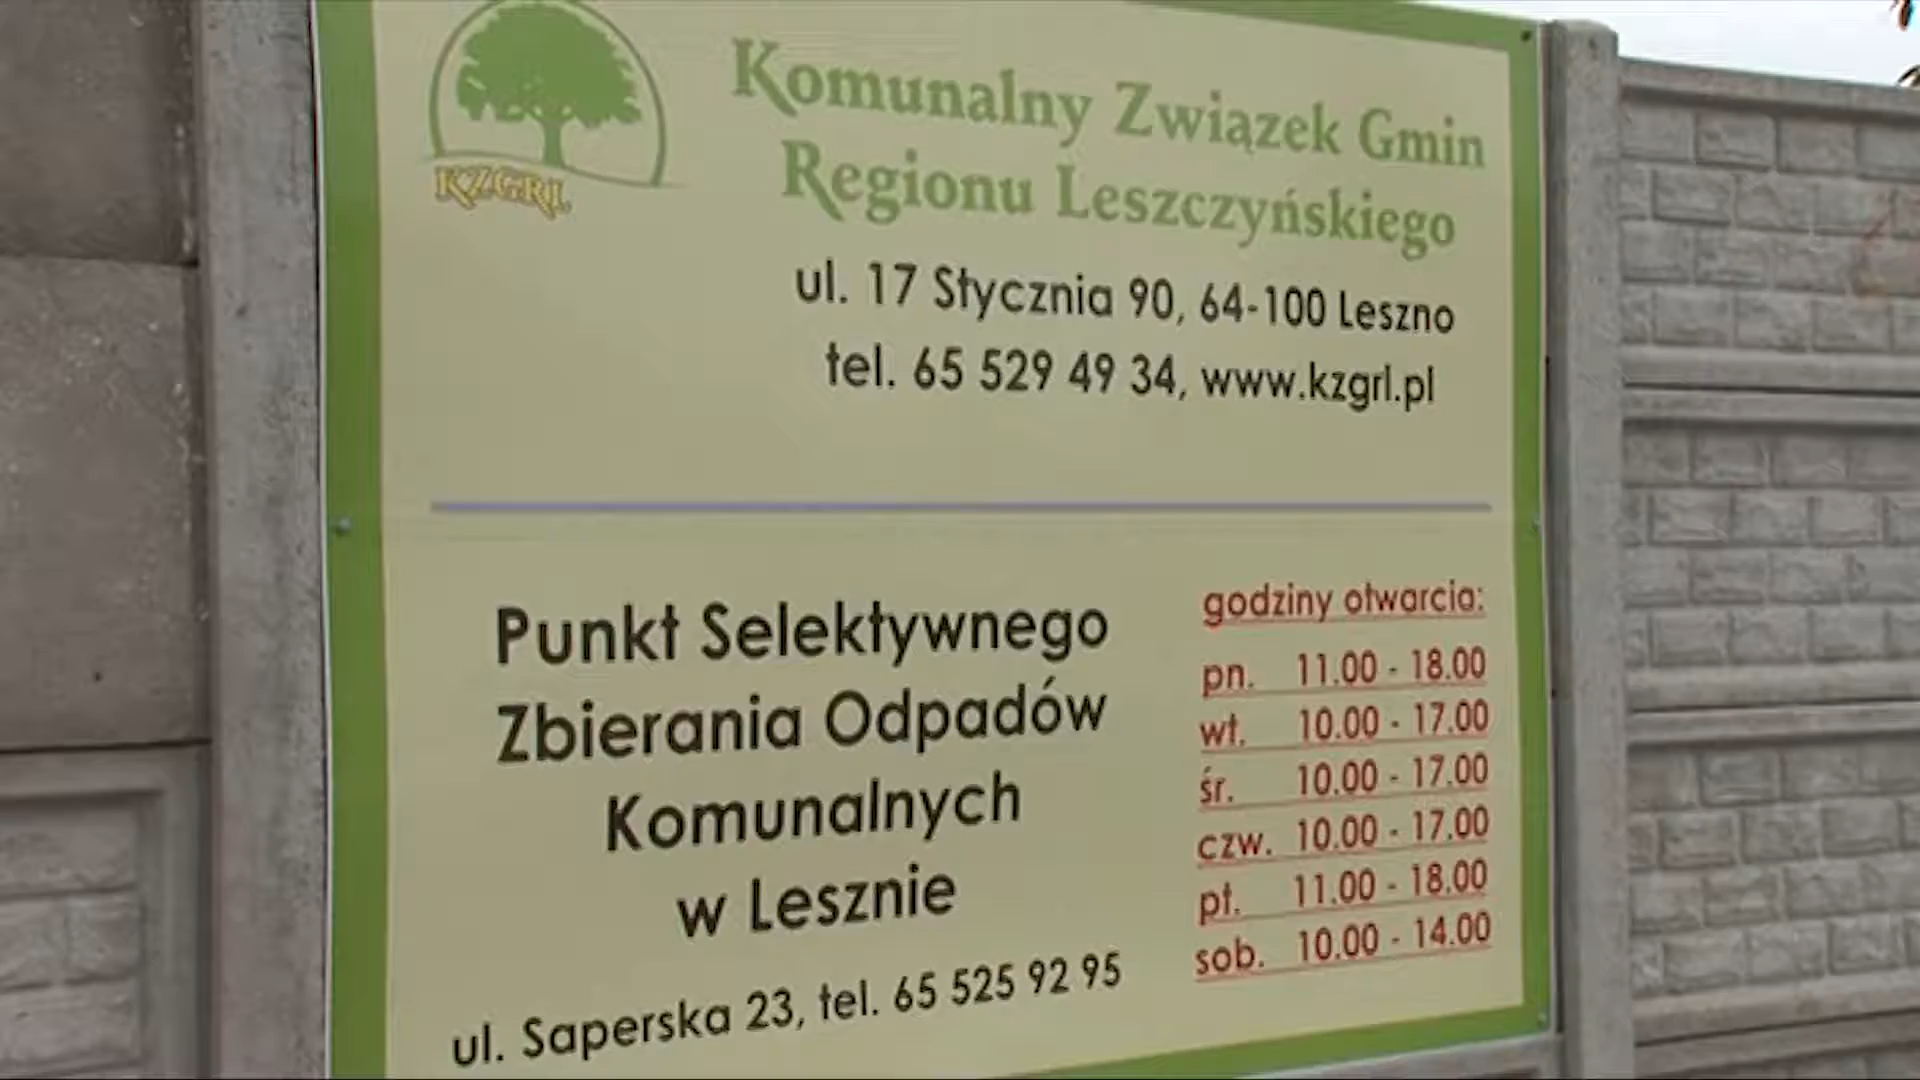 KZGRL
Komunalny Związek Gmin
Regionu Leszczyńskiego
ul. 17 Stycznia 90, 64-100 Leszno
tel. 65 529 49 34, www.kzgrl.pl
Punkt Selektywnego
Zbierania Odpadów
Komunalnych
w Lesznie
ul. Saperska 23, tel. 65 525 92 95
godziny otwarcia:
pn. 11.00 - 18.00
wt. 10.00 - 17.00
śr. 10.00 - 17.00
czw. 10.00 - 17.00
pt. 11.00 - 18.00
sob. 10.00 - 14.00